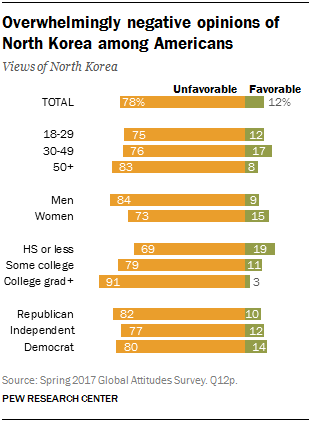 Overwhelmingly negative opinions of
North Korea among Americans
Views of North Korea
Unfavorable Favorable
TOTAL 78% 12%
18-29 75 12
30-49 76 17
50+ 83 8
Men 84 9
Women 73 15
HS or less 69 19
Some college 79 11
College grad+ 91 3
Republican 82 10
Independent 77 12
Democrat 80 14
Source: Spring 2017 Global Attitudes Survey. Q12p.
PEW RESEARCH CENTER